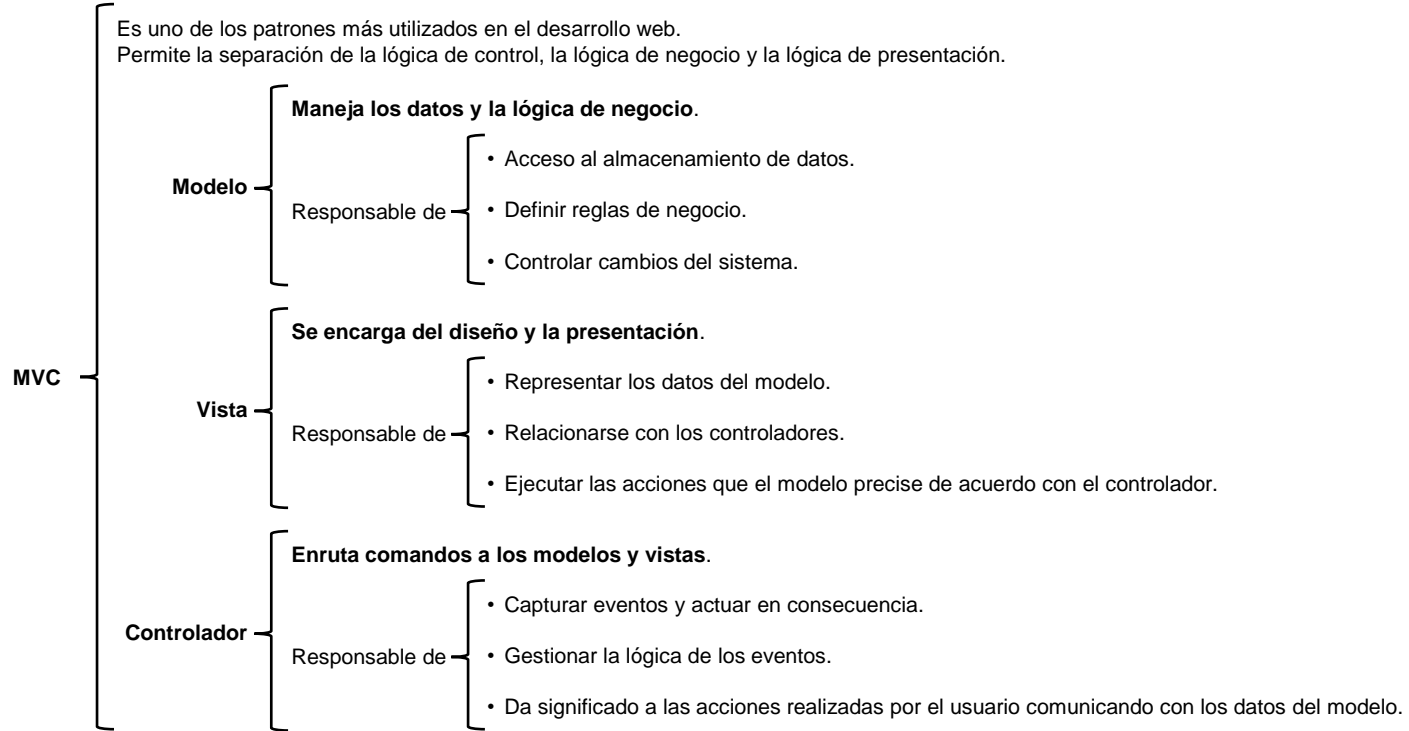 Es uno de los patrones más utilizados en el desarrollo web.
Permite la separación de la lógica de control, la lógica de negocio y la lógica de presentación.
MVC
Modelo
Maneja los datos y la lógica de negocio.
Responsable de
• Acceso al almacenamiento de datos.
• Definir reglas de negocio.
• Controlar cambios del sistema.
Vista
Se encarga del diseño y la presentación.
Responsable de
• Representar los datos del modelo.
• Relacionarse con los controladores.
• Ejecutar las acciones que el modelo precise de acuerdo con el controlador.
Controlador
Enruta comandos a los modelos y vistas.
Responsable de
• Capturar eventos y actuar en consecuencia.
• Gestionar la lógica de los eventos.
• Da significado a las acciones realizadas por el usuario comunicando con los datos del modelo.